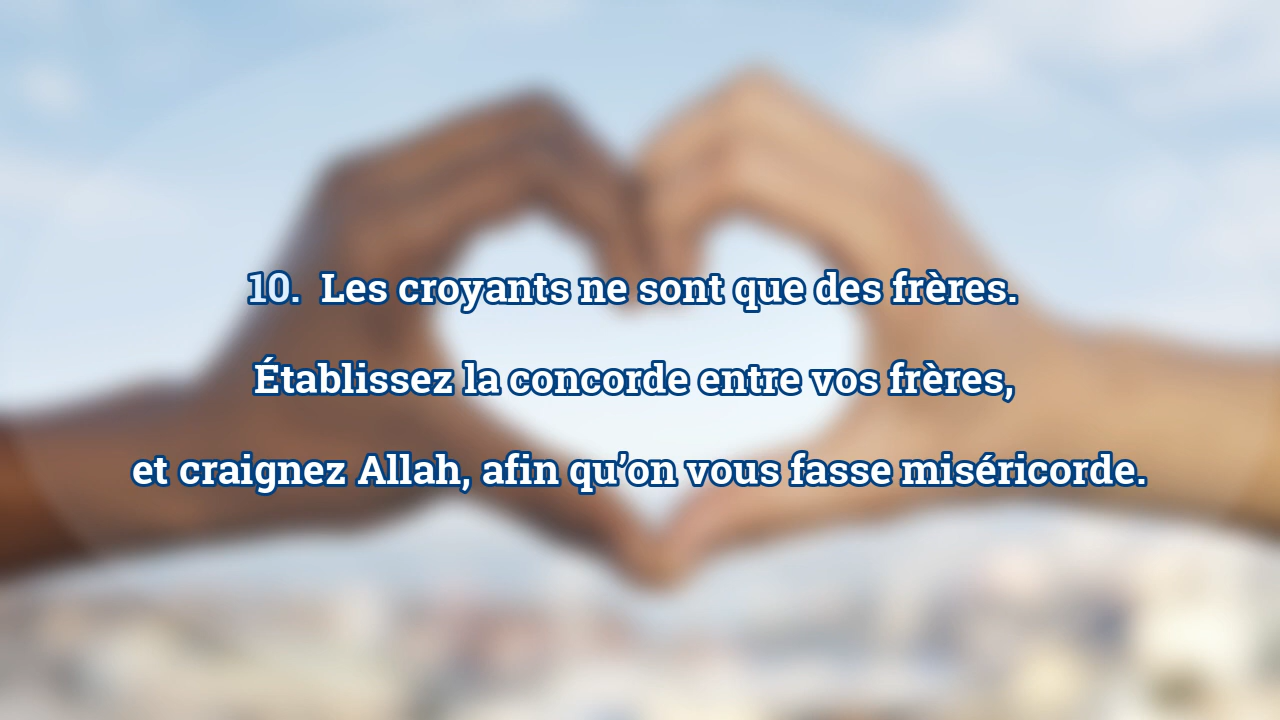 10.  Les croyants ne sont que des frères.
Établissez la concorde entre vos frères,
et craignez Allah, afin qu’on vous fasse miséricorde.